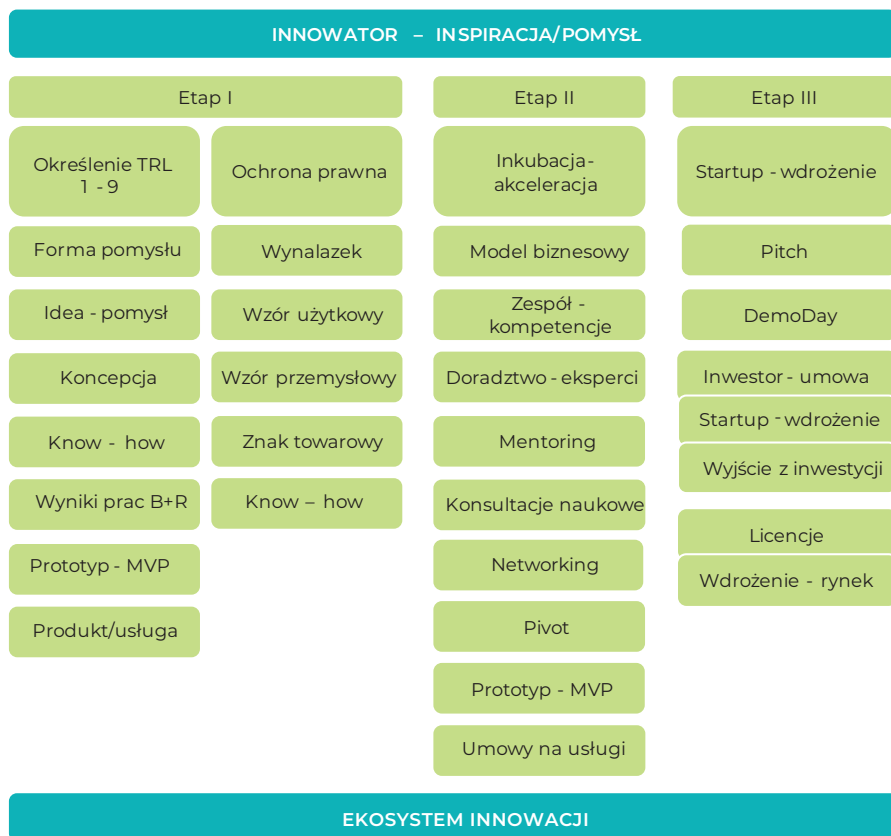 INNOWATOR – INSPIRACJA/POMYSŁ
Etap I
Określenie TRL
1 - 9
Forma pomysłu
Idea - pomysł
Koncepcja
Know - how
Wyniki prac B+R
Prototyp - MVP
Produkt/usługa
Ochrona prawna
Wynalazek
Wzór użytkowy
Wzór przemysłowy
Znak towarowy
Know – how
Etap II
Inkubacja-
akceleracja
Model biznesowy
Zespół -
kompetencje
Doradztwo - eksperci
Mentoring
Konsultacje naukowe
Networking
Pivot
Prototyp - MVP
Umowy na usługi
Etap III
Startup - wdrożenie
Pitch
DemoDay
Inwestor - umowa
Startup - wdrożenie
Wyjście z inwestycji
Licencje
Wdrożenie - rynek
EKOSYSTEM INNOWACJI